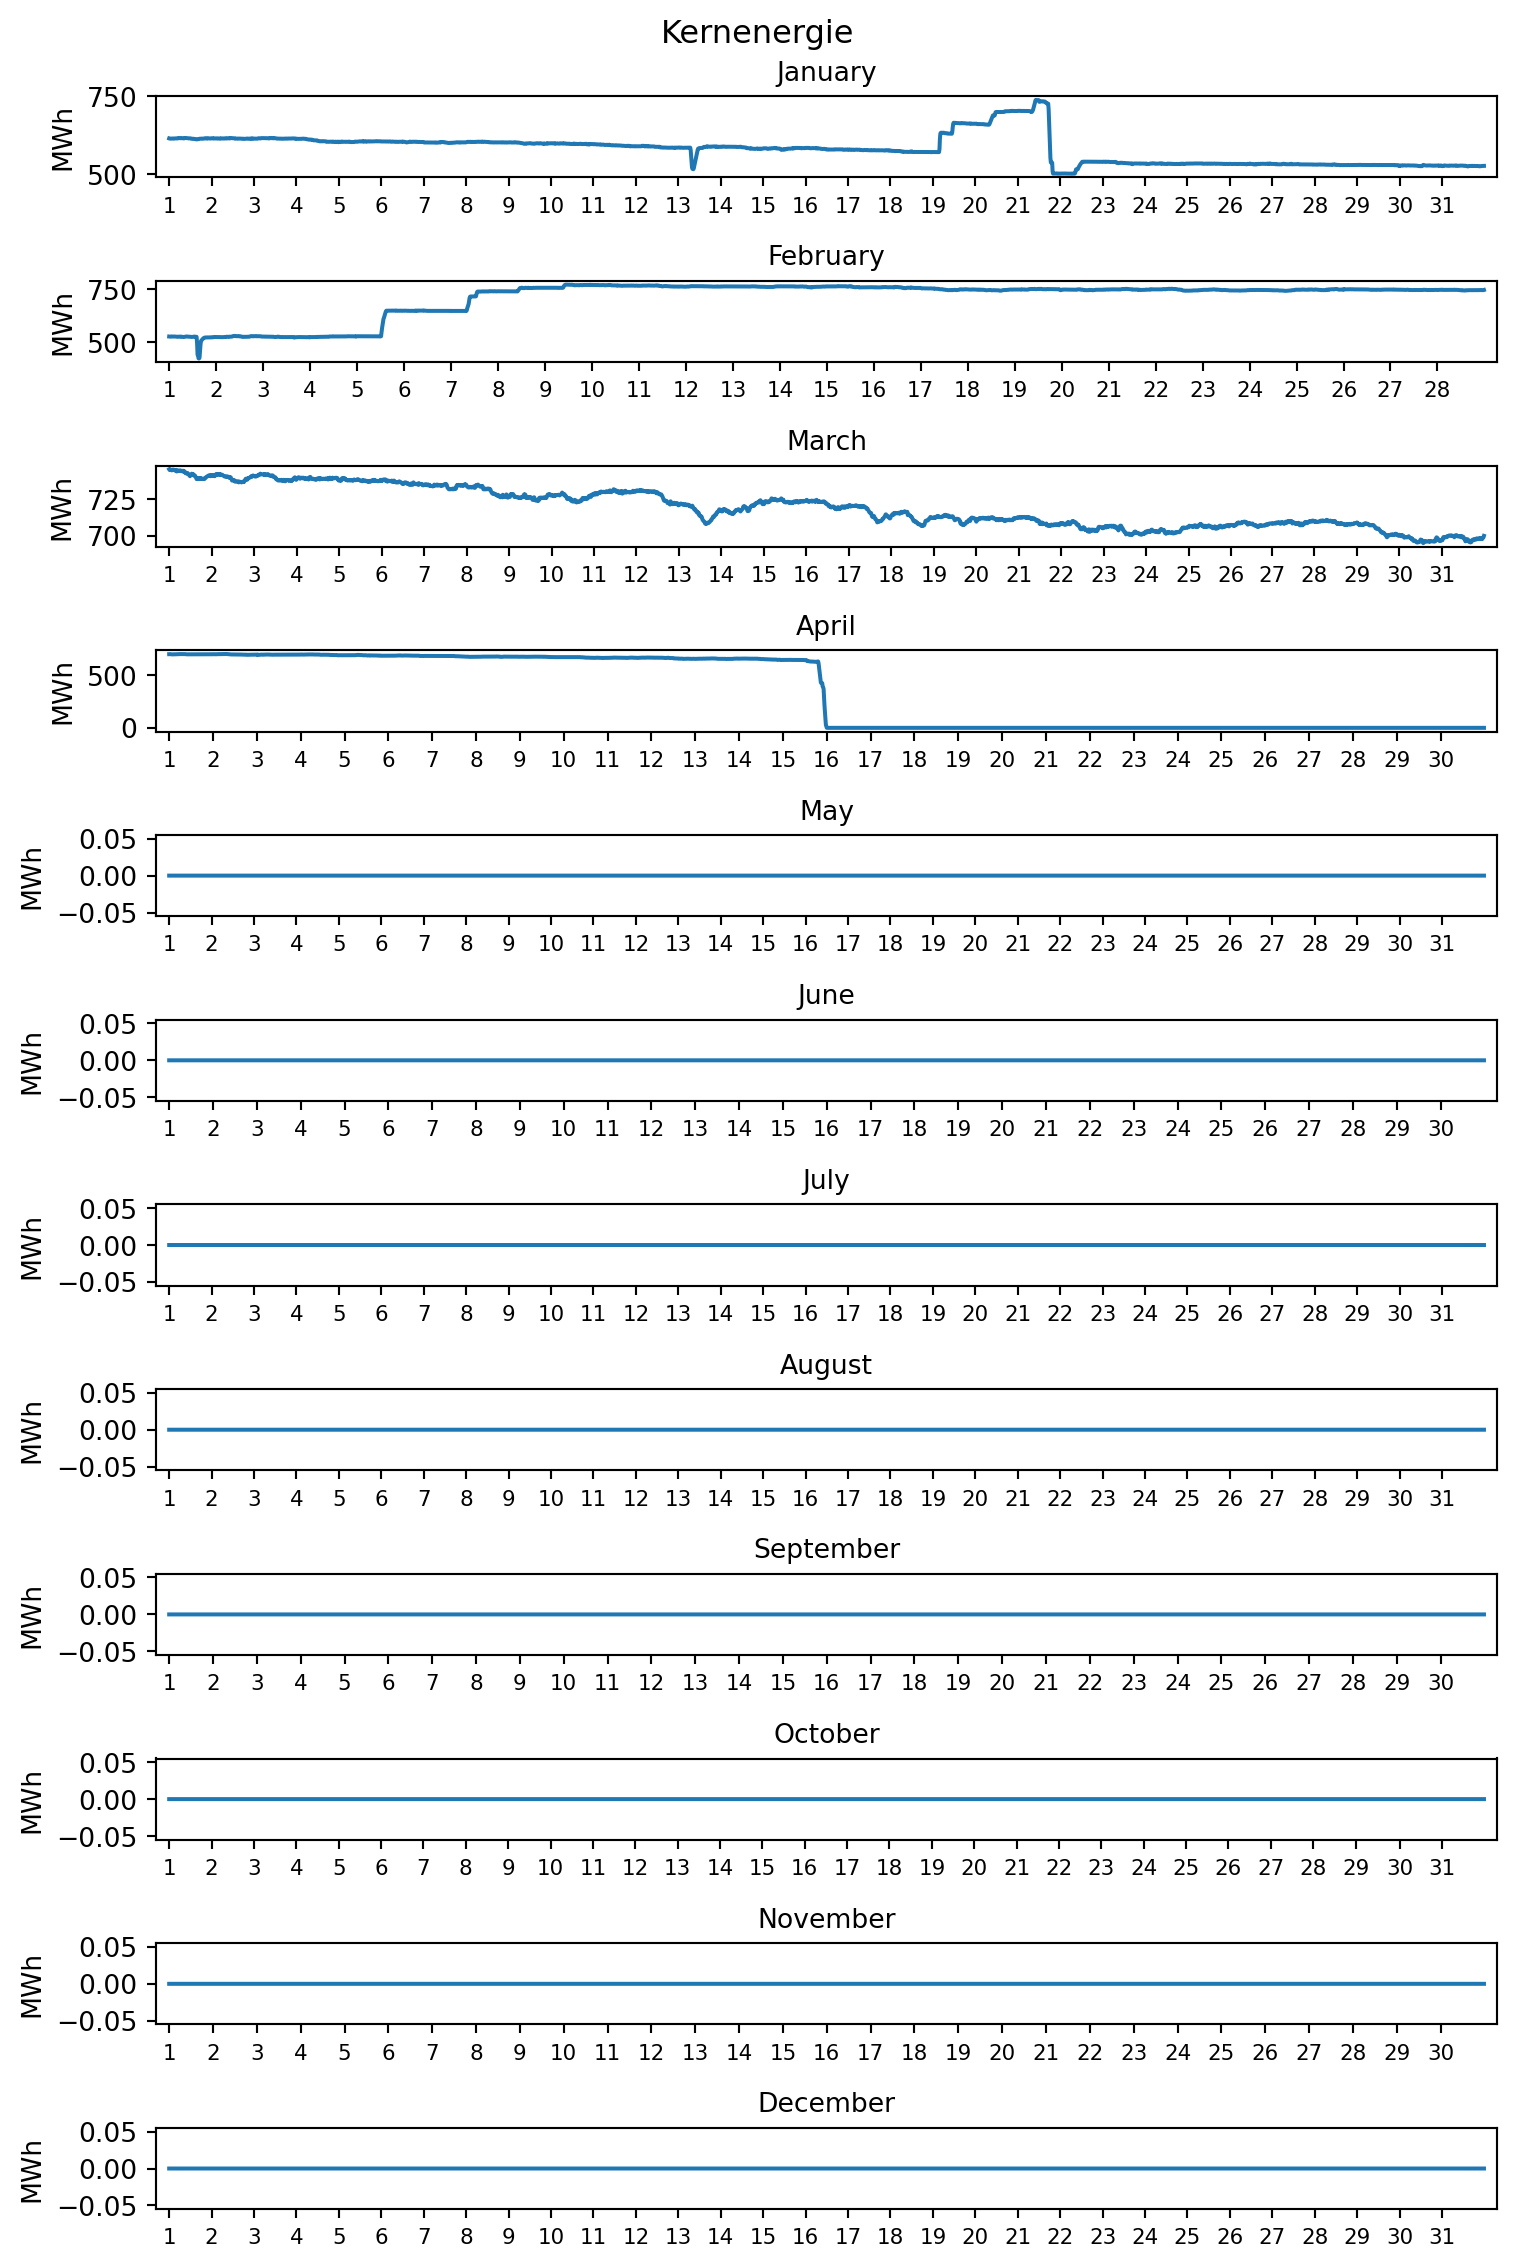 Kernenergie
January
MWh
750
500
1 2 3 4 5 6 7 8 9 10 11 12 13 14 15 16 17 18 19 20 21 22 23 24 25 26 27 28 29 30 31
February
MWh
750
500
1 2 3 4 5 6 7 8 9 10 11 12 13 14 15 16 17 18 19 20 21 22 23 24 25 26 27 28
March
MWh
725
700
1 2 3 4 5 6 7 8 9 10 11 12 13 14 15 16 17 18 19 20 21 22 23 24 25 26 27 28 29 30 31
April
MWh
500
0
1 2 3 4 5 6 7 8 9 10 11 12 13 14 15 16 17 18 19 20 21 22 23 24 25 26 27 28 29 30
May
MWh
0.05
0.00
−0.05
1 2 3 4 5 6 7 8 9 10 11 12 13 14 15 16 17 18 19 20 21 22 23 24 25 26 27 28 29 30 31
June
MWh
0.05
0.00
−0.05
1 2 3 4 5 6 7 8 9 10 11 12 13 14 15 16 17 18 19 20 21 22 23 24 25 26 27 28 29 30
July
MWh
0.05
0.00
−0.05
1 2 3 4 5 6 7 8 9 10 11 12 13 14 15 16 17 18 19 20 21 22 23 24 25 26 27 28 29 30 31
August
MWh
0.05
0.00
−0.05
1 2 3 4 5 6 7 8 9 10 11 12 13 14 15 16 17 18 19 20 21 22 23 24 25 26 27 28 29 30 31
September
MWh
0.05
0.00
−0.05
1 2 3 4 5 6 7 8 9 10 11 12 13 14 15 16 17 18 19 20 21 22 23 24 25 26 27 28 29 30
October
MWh
0.05
0.00
−0.05
1 2 3 4 5 6 7 8 9 10 11 12 13 14 15 16 17 18 19 20 21 22 23 24 25 26 27 28 29 30 31
November
MWh
0.05
0.00
−0.05
1 2 3 4 5 6 7 8 9 10 11 12 13 14 15 16 17 18 19 20 21 22 23 24 25 26 27 28 29 30
December
MWh
0.05
0.00
−0.05
1 2 3 4 5 6 7 8 9 10 11 12 13 14 15 16 17 18 19 20 21 22 23 24 25 26 27 28 29 30 31